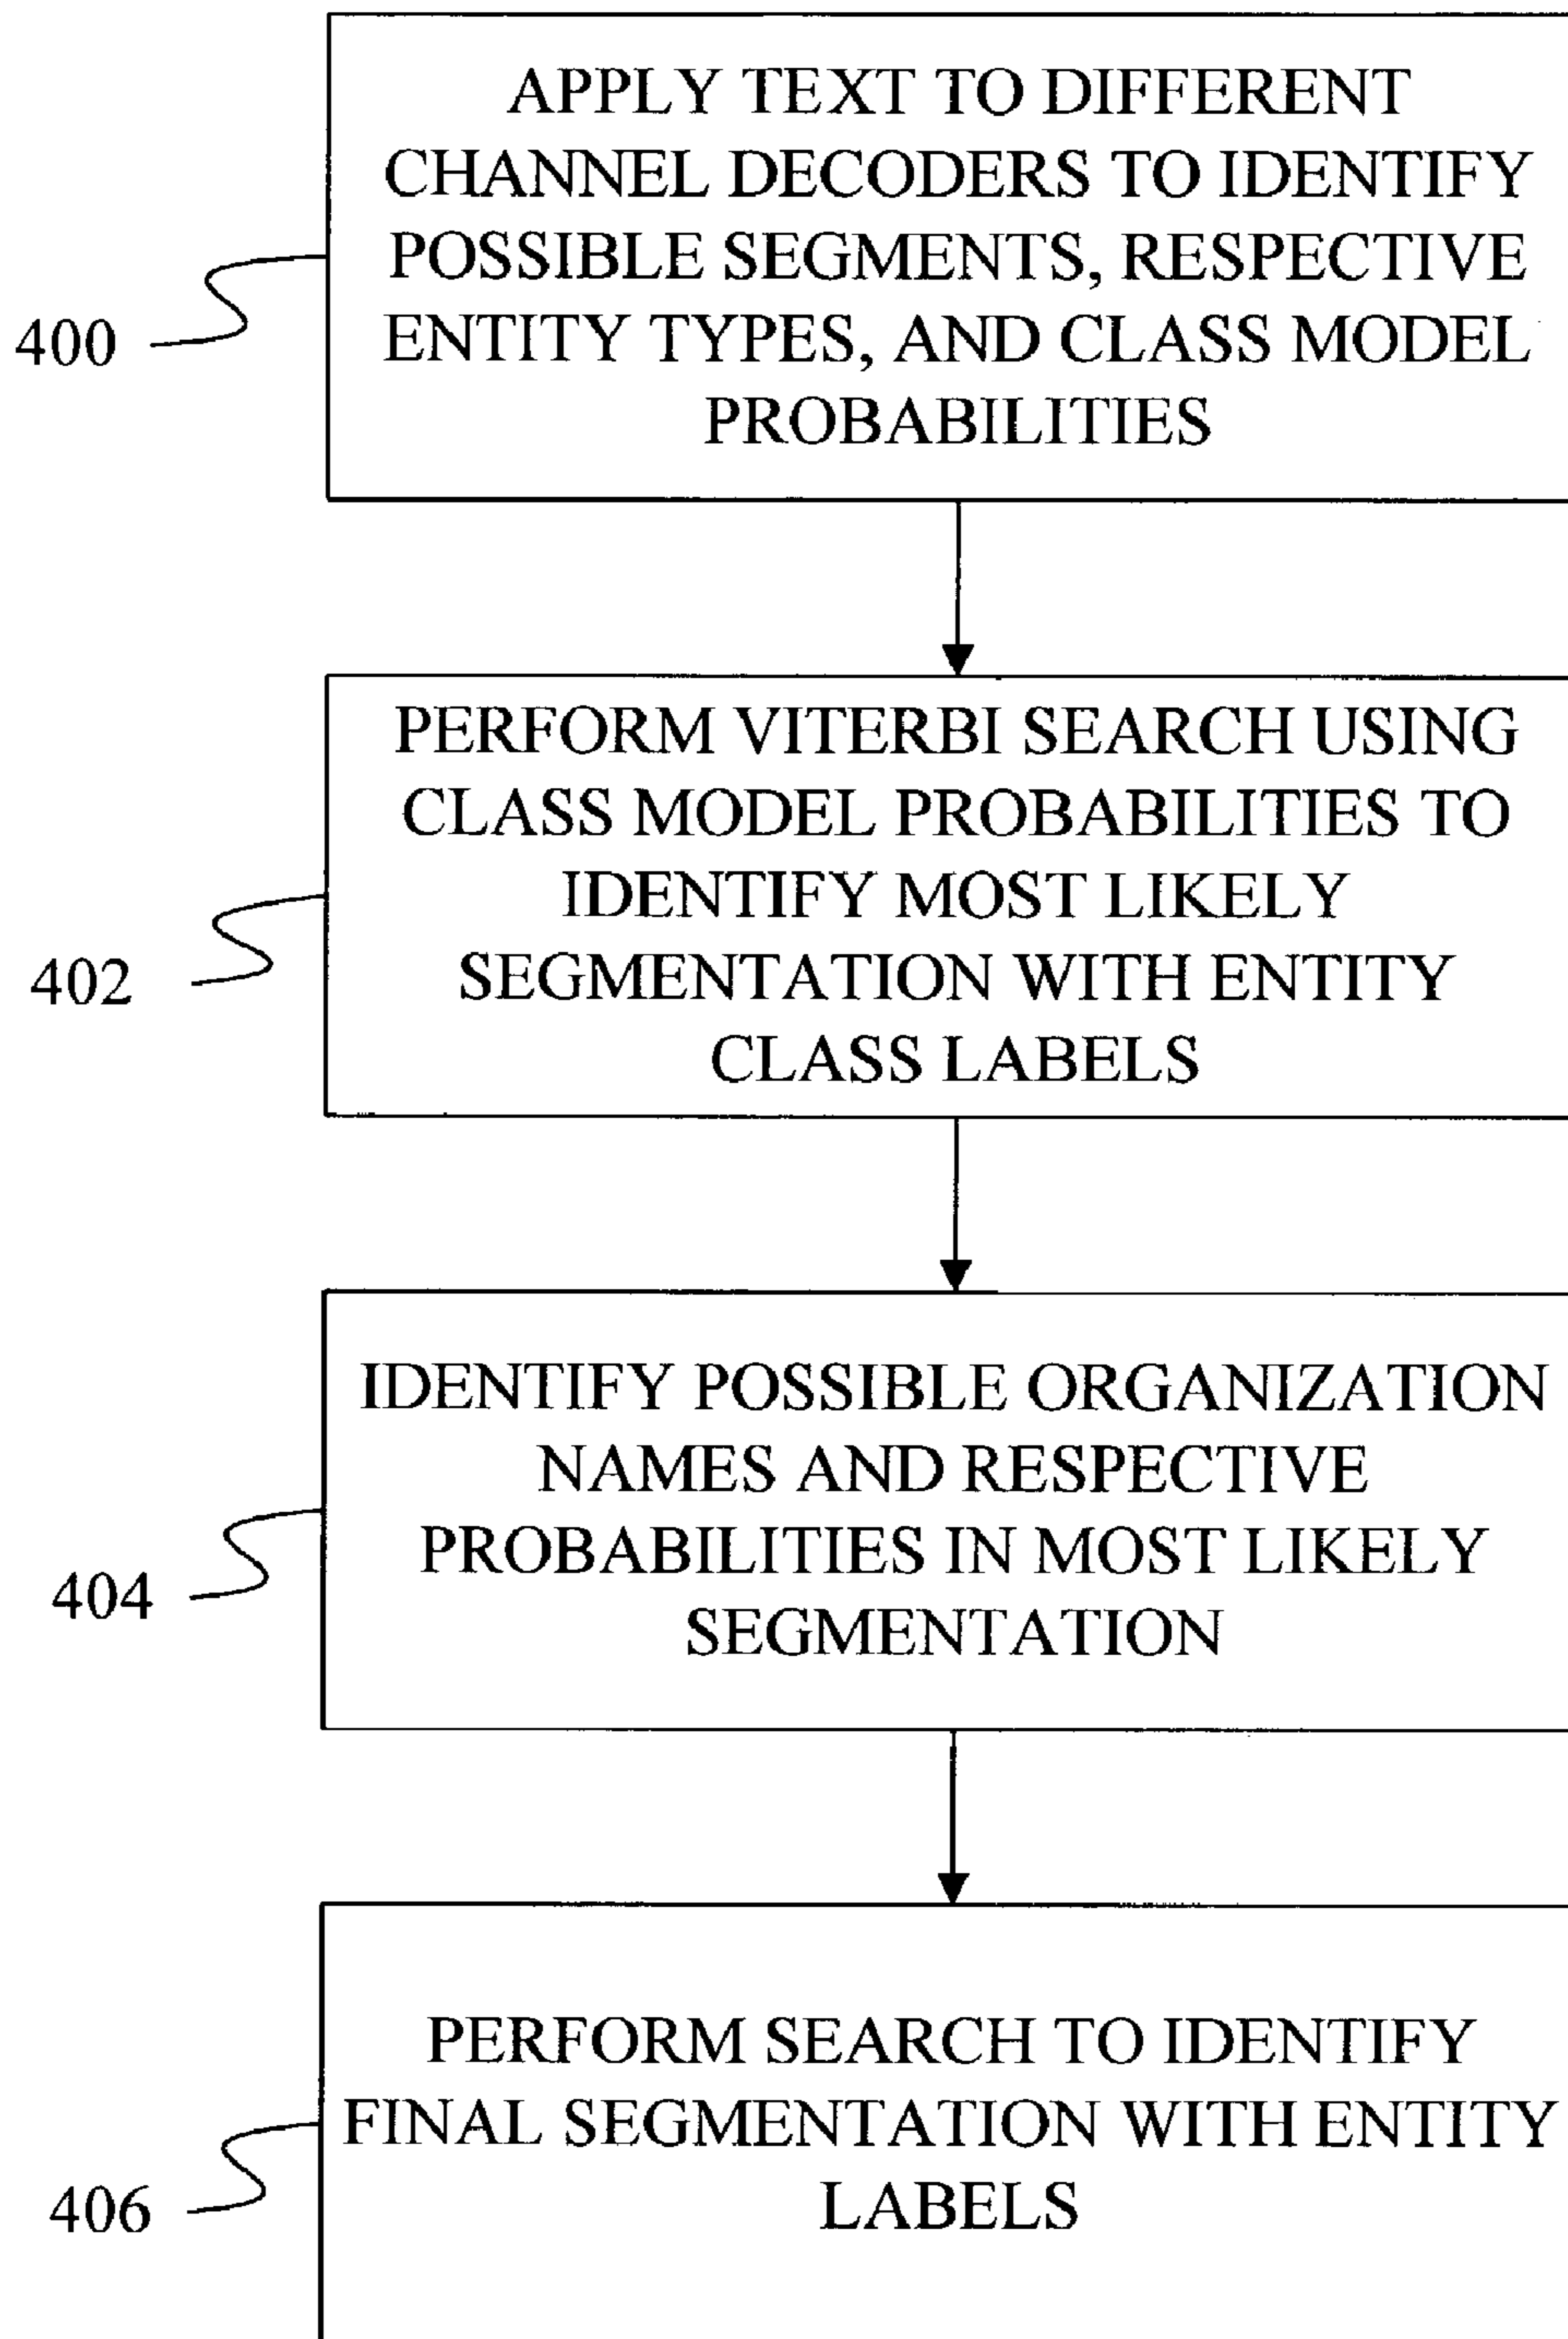 APPLY TEXT TO DIFFERENT
CHANNEL DECODERS TO IDENTIFY
POSSIBLE SEGMENTS, RESPECTIVE
ENTITY TYPES, AND CLASS MODEL
PROBABILITIES
400
PERFORM VITERBI SEARCH USING
CLASS MODEL PROBABILITIES TO
IDENTIFY MOST LIKELY
SEGMENTATION WITH ENTITY
CLASS LABELS
402
IDENTIFY POSSIBLE ORGANIZATION
NAMES AND RESPECTIVE
PROBABILITIES IN MOST LIKELY
SEGMENTATION
404
PERFORM SEARCH TO IDENTIFY
FINAL SEGMENTATION WITH ENTITY
LABELS
406